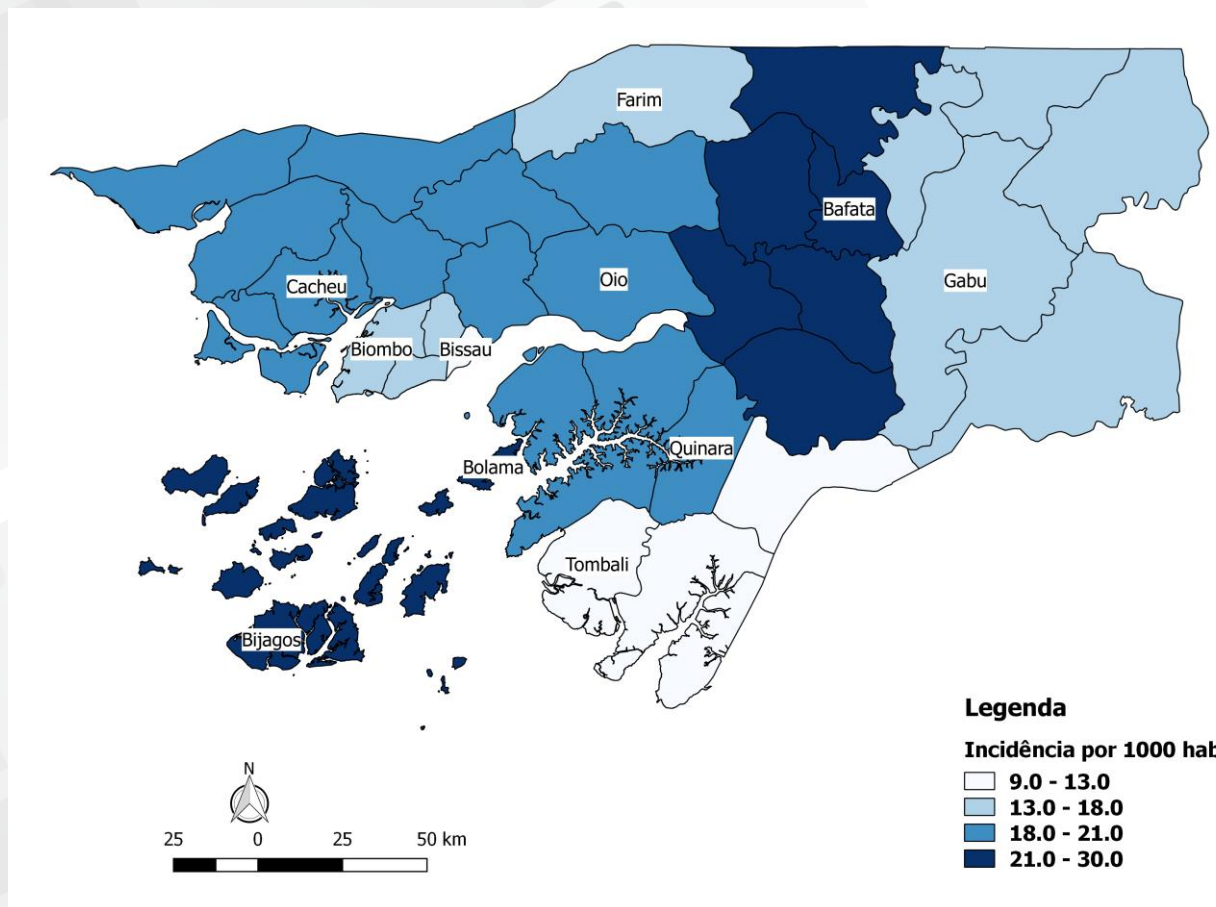 Farim
Bafata
Oio
Gabu
Cacheu
Biombo
Bissau
Quinara
Bolama
Tombali
Bijagos
Legenda
Incidência por 1000 hab
9.0 - 13.0
13.0 - 18.0
18.0 - 21.0
21.0 - 30.0
N
25 0 25 50 km